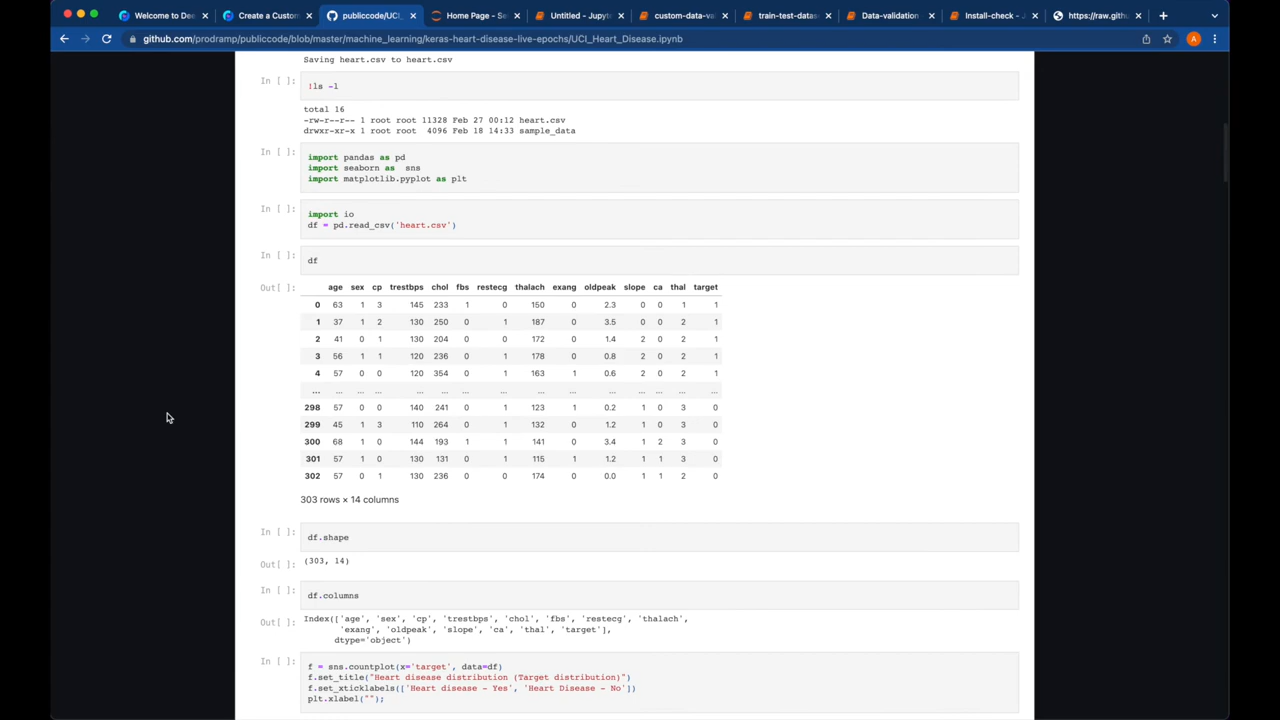 Welcome to Dee
Create a Custom
publiccode/UCI_
Home Page - Se
Untitled - Jupyte
custom-data-va
train-test-datas
Data-validation
Install-check - J
https://raw.githu
github.com/prodramp/publiccode/blob/master/machine_learning/keras-heart-disease-live-epochs/UCI_Heart_Disease.ipynb
A
Saving heart.csv to heart.csv
In [ ]: !ls -l
total 16
-rw-r--r-- 1 root root 11328 Feb 27 00:12 heart.csv
drwxr-xr-x 1 root root 4096 Feb 18 14:33 sample_data
In [ ]: import pandas as pd
import seaborn as sns
import matplotlib.pyplot as plt
In [ ]: import io
df = pd.read_csv('heart.csv')
In [ ]: df
Out[ ]: age sex cp trestbps chol fbs restecg thalach exang oldpeak slope ca thal target
0 63 1 3 145 233 1 0 150 0 2.3 0 0 1 1
1 37 1 2 130 250 0 1 187 0 3.5 0 0 2 1
2 41 0 1 130 204 0 0 172 0 1.4 2 0 2 1
3 56 1 1 120 236 0 1 178 0 0.8 2 0 2 1
4 57 0 0 120 354 0 1 163 1 0.6 2 0 2 1
... ... ... ... ... ... ... ... ... ... ... ... ... ... ...
298 57 0 0 140 241 0 1 123 1 0.2 1 0 3 0
299 45 1 3 110 264 0 1 132 0 1.2 1 0 3 0
300 68 1 0 144 193 1 1 141 0 3.4 1 2 3 0
301 57 1 0 130 131 0 1 115 1 1.2 1 1 3 0
302 57 0 1 130 236 0 0 174 0 0.0 1 1 2 0
303 rows × 14 columns
In [ ]: df.shape
Out[ ]: (303, 14)
In [ ]: df.columns
Out[ ]: Index(['age', 'sex', 'cp', 'trestbps', 'chol', 'fbs', 'restecg', 'thalach',
'exang', 'oldpeak', 'slope', 'ca', 'thal', 'target'],
dtype='object')
In [ ]: f = sns.countplot(x='target', data=df)
f.set_title("Heart disease distribution (Target distribution)")
f.set_xticklabels(['Heart disease - Yes', 'Heart Disease - No'])
plt.xlabel("");